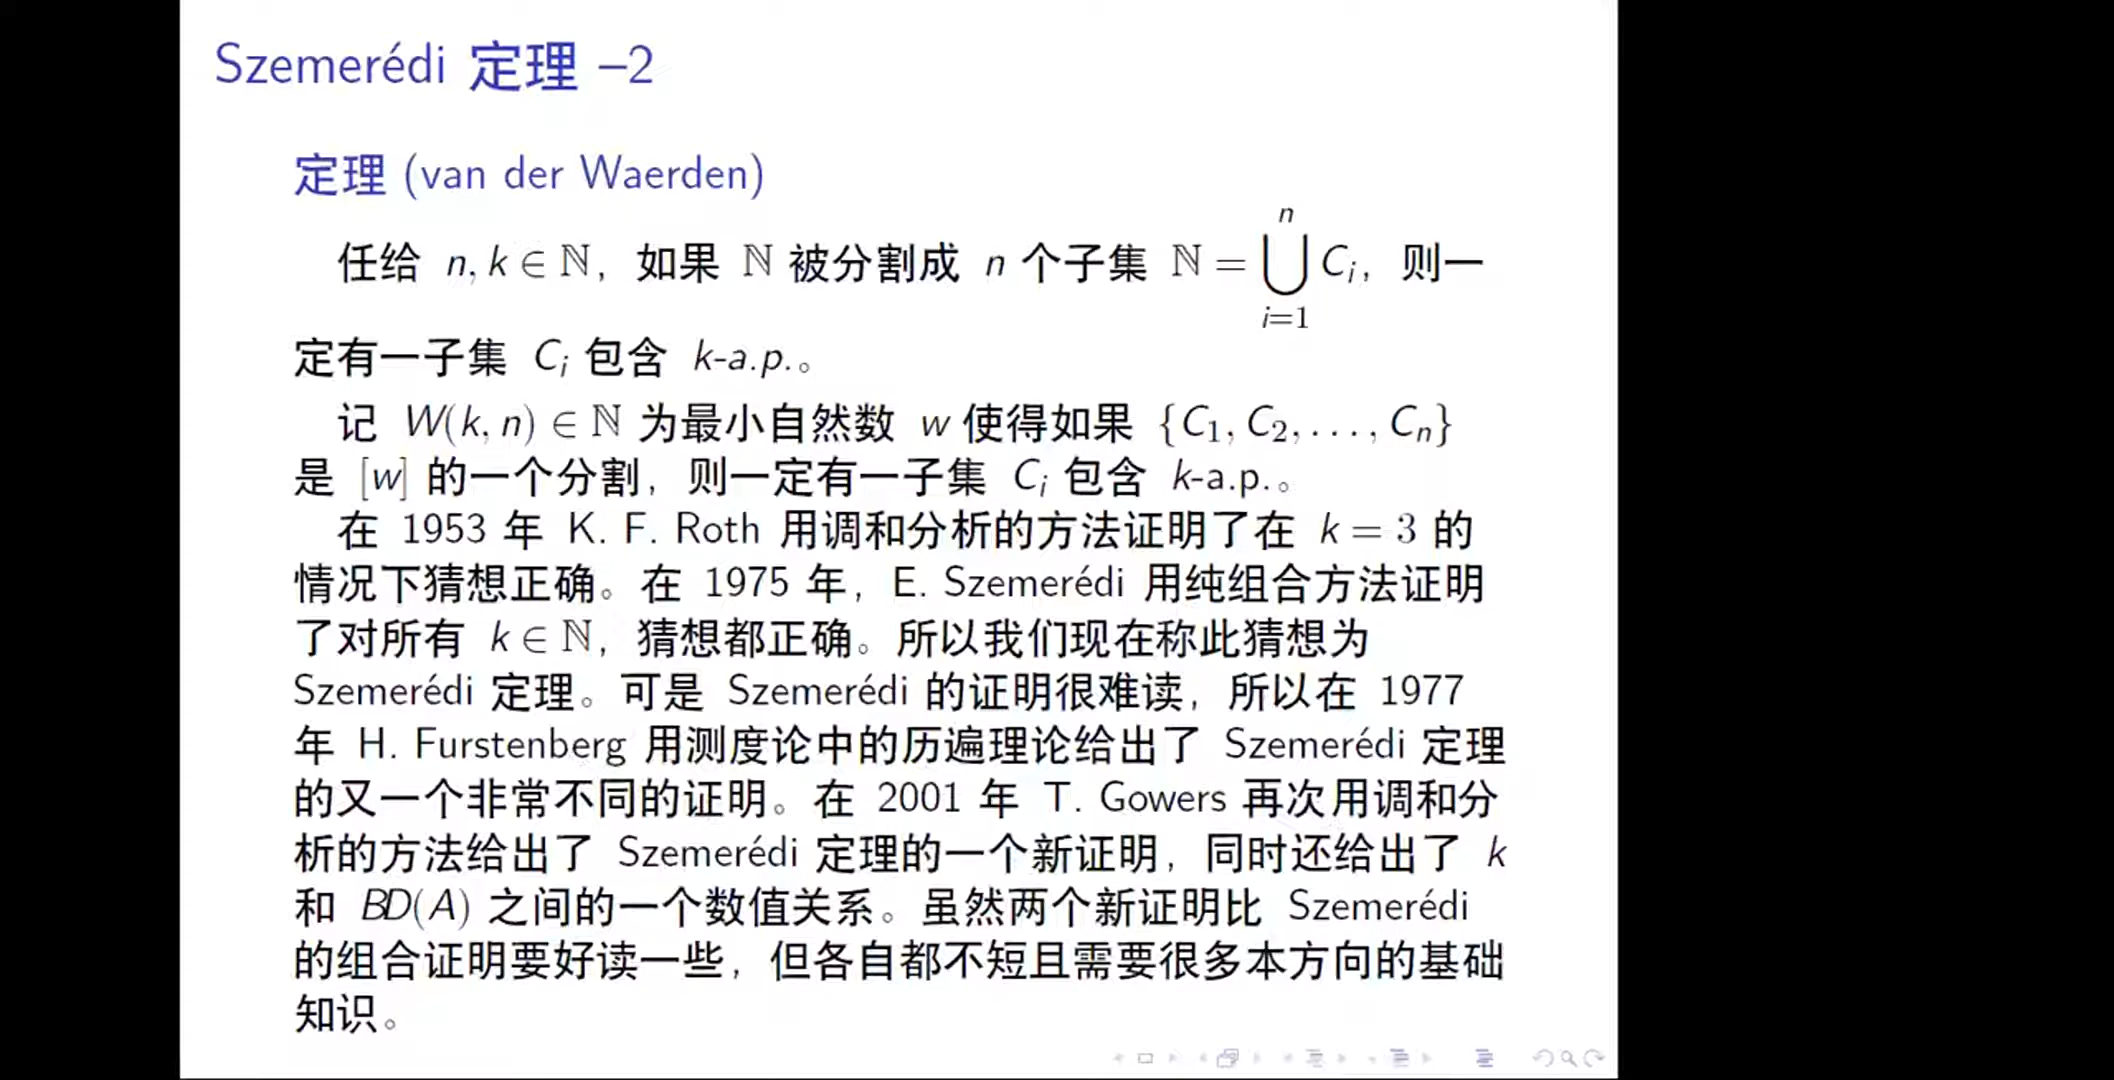 Szemerédi 定理 –2
定理 (van der Waerden)
任给 n, k ∈ ℕ, 如果 ℕ 被分割成 n 个子集 ℕ = ⋃_{i=1}^{n} C_i, 则一
定有一子集 C_i 包含 k-a.p.。
记 W(k, n) ∈ ℕ 为最小自然数 w 使得如果 {C_1, C_2, . . . , C_n}
是 [w] 的一个分割, 则一定有一子集 C_i 包含 k-a.p.。
在 1953 年 K. F. Roth 用调和分析的方法证明了在 k = 3 的
情况下猜想正确。在 1975 年, E. Szemerédi 用纯组合方法证明
了对所有 k ∈ ℕ, 猜想都正确。所以我们现在称此猜想为
Szemerédi 定理。可是 Szemerédi 的证明很难读, 所以在 1977
年 H. Furstenberg 用测度论中的历遍理论给出了 Szemerédi 定理
的又一个非常不同的证明。在 2001 年 T. Gowers 再次用调和分
析的方法给出了 Szemerédi 定理的一个新证明, 同时还给出了 k
和 BD(A) 之间的一个数值关系。虽然两个新证明比 Szemerédi
的组合证明要好读一些, 但各自都不短且需要很多本方向的基础
知识。